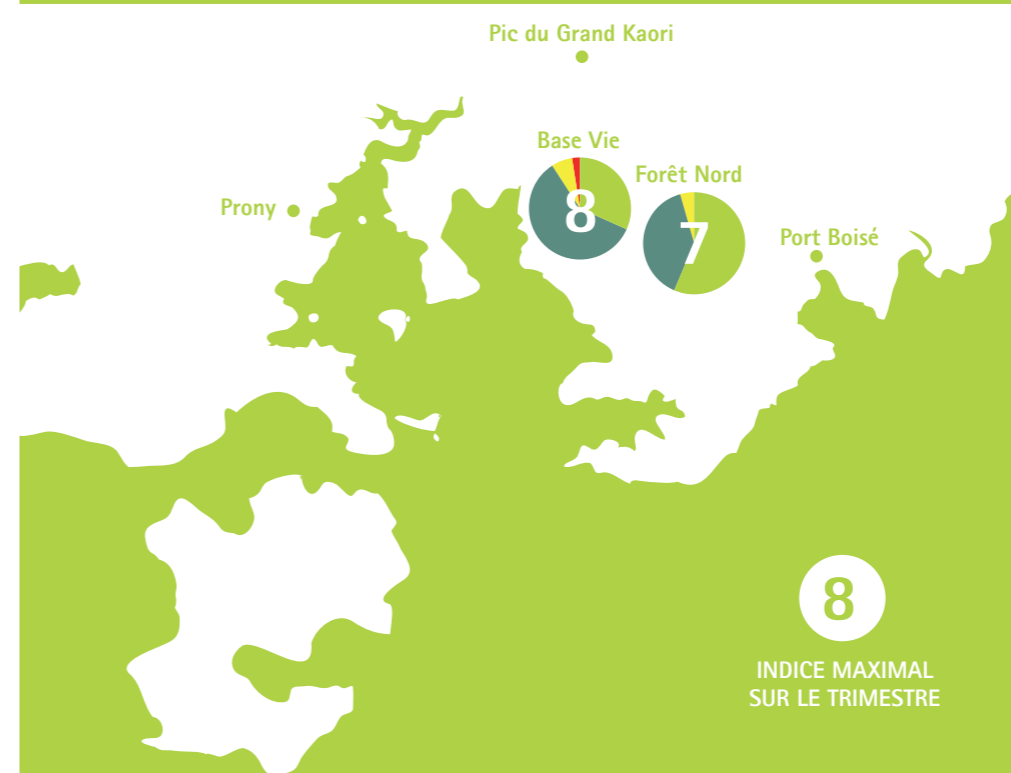 Pic du Grand Kaori
Base Vie
8
Forêt Nord
7
Prony
Port Boisé
8
INDICE MAXIMAL
SUR LE TRIMESTRE